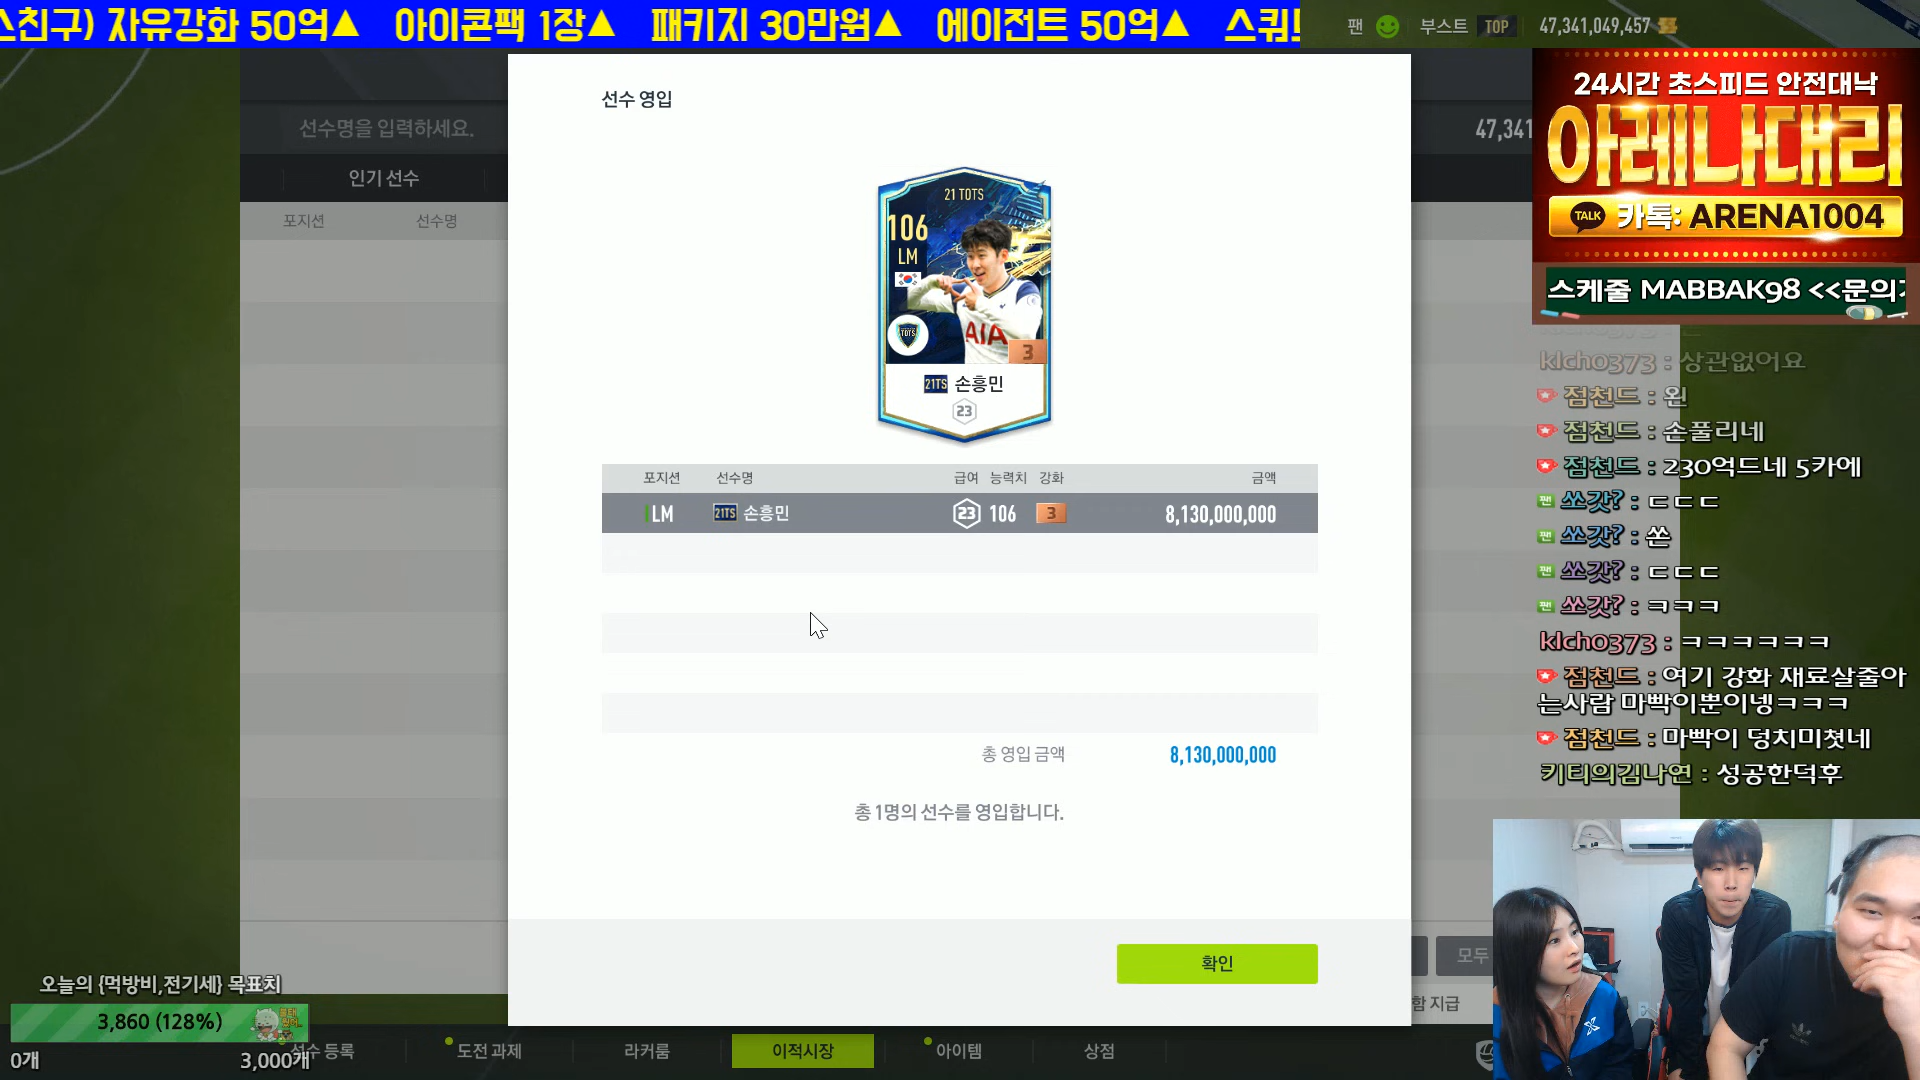 스친구) 자유강화 50억▲ 아이콘팩 1장▲ 패키지 30만원▲ 에이전트 50억▲ 스쿼
팬 부스트 TOP 47,341,049,457
24시간 초스피드 안전대낙
아레나대리
TALK 카톡: ARENA1004
스케줄 MABBAK98 <<문의
선수 영입
선수명을 입력하세요.
47,341
인기 선수
포지션 선수명
21 TOTS
106
LM
TOTS
AIA
3
21TS 손흥민
23
포지션 선수명 급여 능력치 강화 금액
LM 21TS 손흥민 23 106 3 8,130,000,000
총 영입 금액 8,130,000,000
총 1명의 선수를 영입합니다.
확인
모두
함 지급
klcho373 : 상관없어요
점천드 : 왼
점천드 : 손풀리네
점천드 : 230억드네 5카에
팬 쏘갓? : ㄷㄷㄷ
팬 쏘갓? : 쏜
팬 쏘갓? : ㄷㄷㄷ
팬 쏘갓? : ㅋㅋㅋ
klcho373 : ㅋㅋㅋㅋㅋㅋ
점천드 : 여기 강화 재료살줄아
는사람 마빡이뿐이넹ㅋㅋㅋ
점천드 : 마빡이 덩치미쳣네
키티의김나연 : 성공한덕후
오늘의 {먹방비,전기세} 목표치
3,860 (128%)
0개 3,000개
선수 등록 도전 과제 라커룸 이적시장 아이템 상점